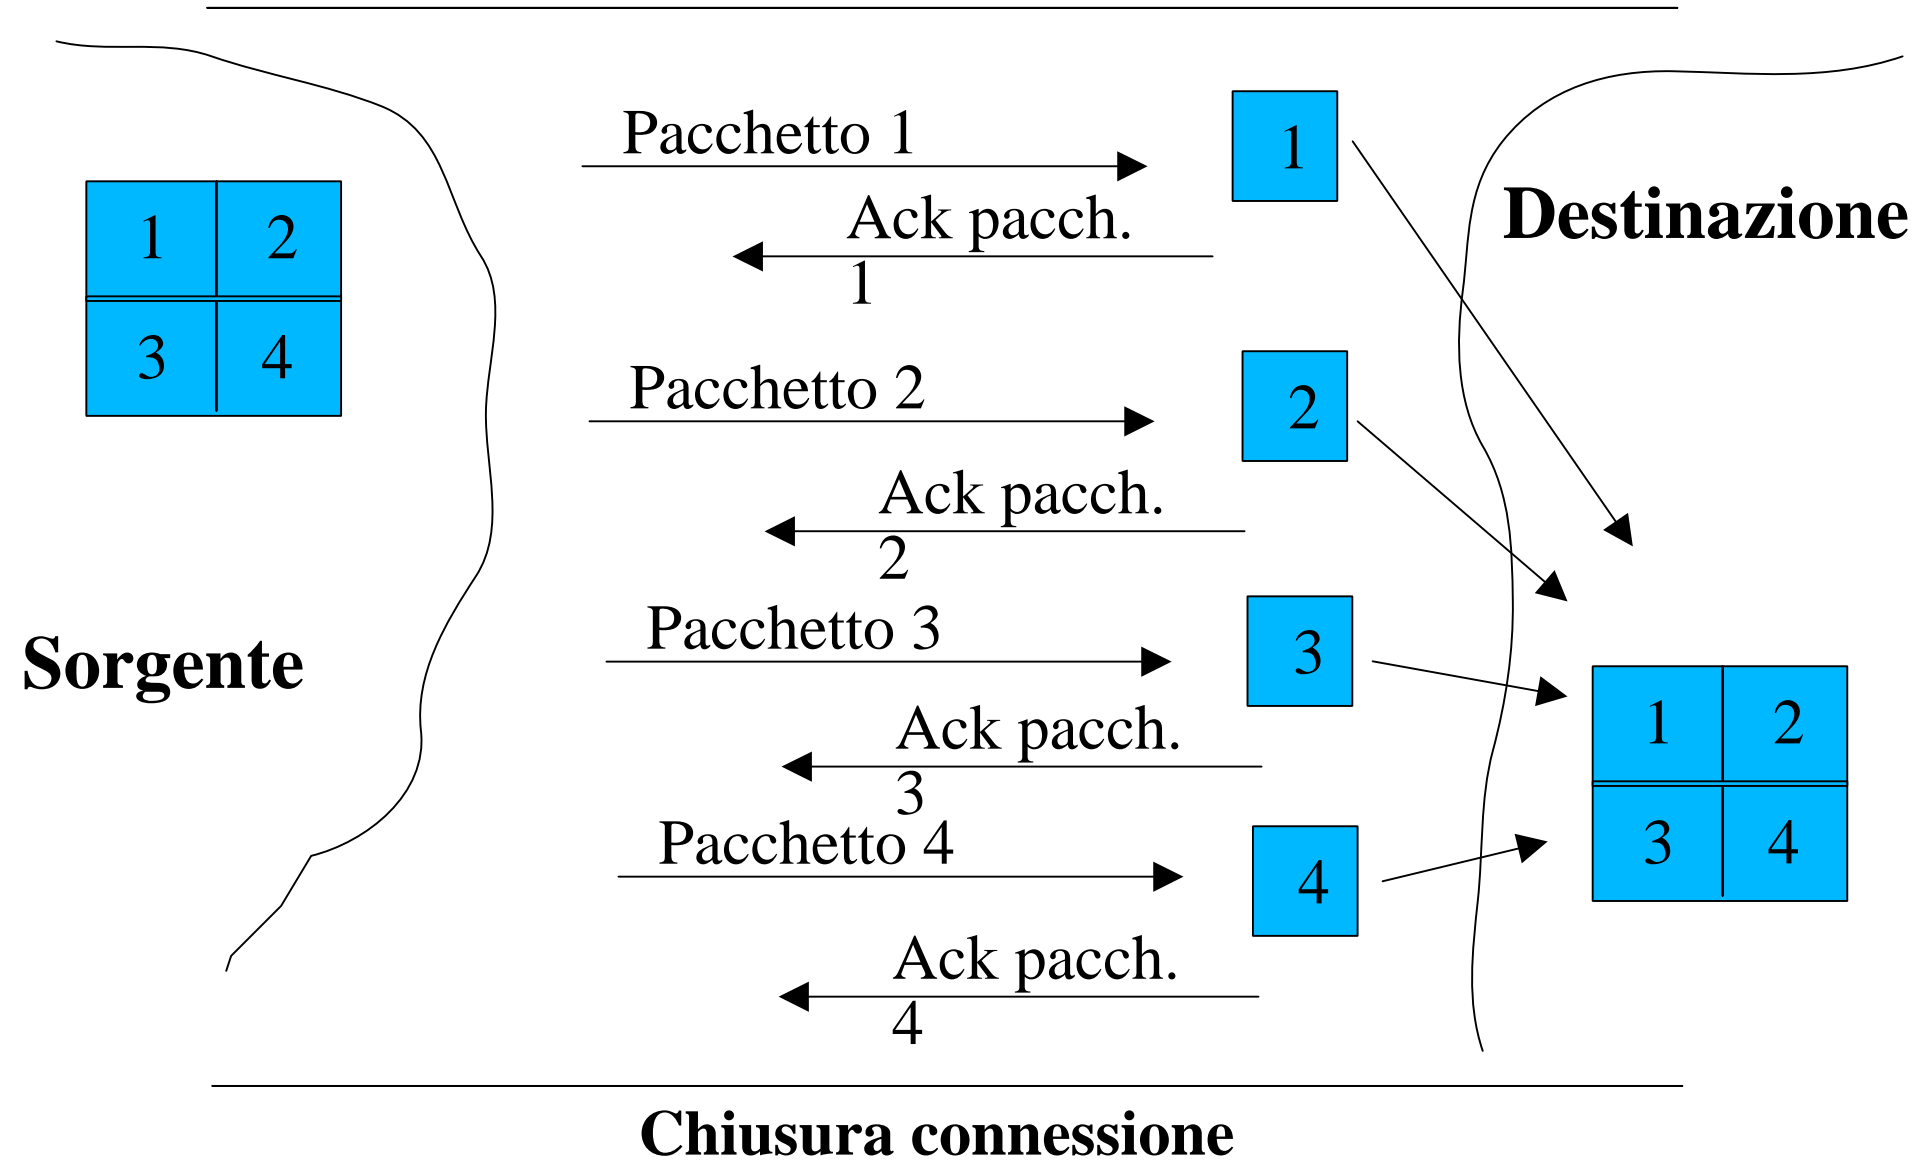 Pacchetto 1
1
Ack pacch.
1
Destinazione
1 2
3 4
Pacchetto 2
2
Ack pacch.
2
Sorgente
Pacchetto 3
3
Ack pacch.
3
1 2
3 4
Pacchetto 4
4
Ack pacch.
4
Chiusura connessione